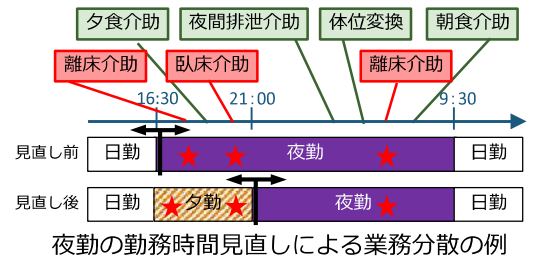 夕食介助 夜間排泄介助 体位変換 朝食介助
離床介助 臥床介助 離床介助
16:30 21:00 9:30
見直し前 日勤 夜勤 日勤
見直し後 日勤 夕勤 夜勤 日勤
夜勤の勤務時間見直しによる業務分散の例